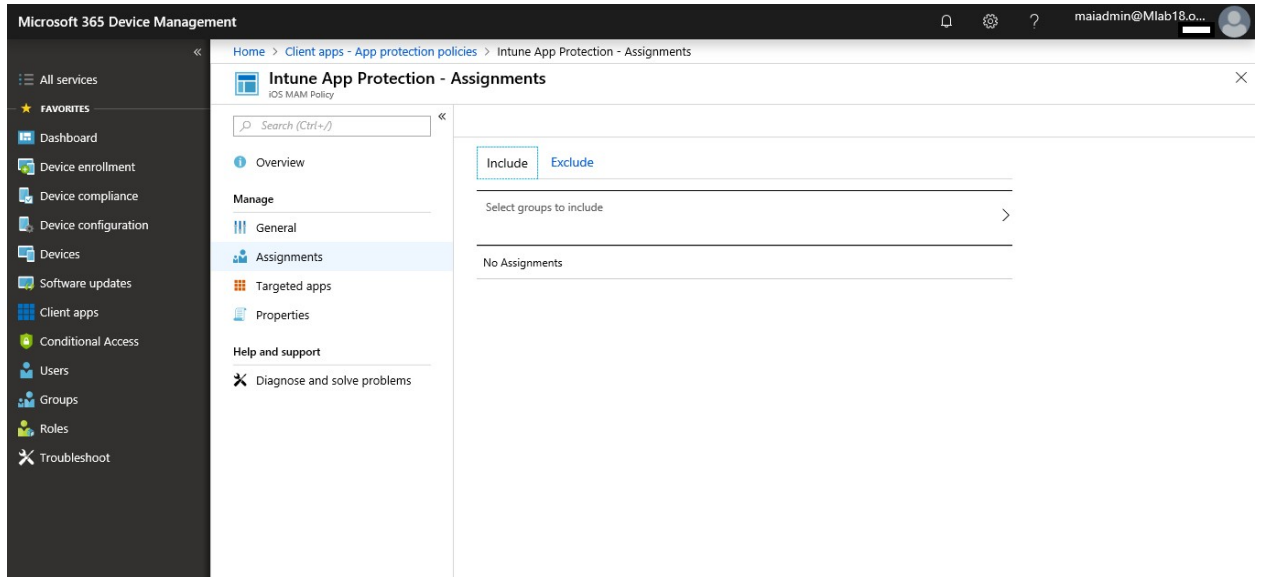 Microsoft 365 Device Management
maiadmin@Mlab18.o...
«
Home > Client apps - App protection policies > Intune App Protection - Assignments
All services
FAVORITES
Dashboard
Device enrollment
Device compliance
Device configuration
Devices
Software updates
Client apps
Conditional Access
Users
Groups
Roles
Troubleshoot
Intune App Protection - Assignments
iOS MAM Policy
Search (Ctrl+/)
«
Overview
Manage
General
Assignments
Targeted apps
Properties
Help and support
Diagnose and solve problems
Include Exclude
Select groups to include
No Assignments